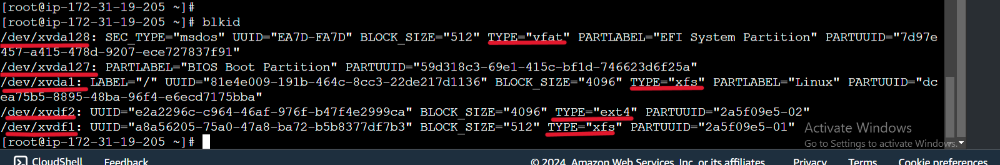 [root@ip-172-31-19-205 ~]#
[root@ip-172-31-19-205 ~]# blkid
/dev/xvda128: SEC_TYPE="msdos" UUID="EA7D-FA7D" BLOCK_SIZE="512" TYPE="vfat" PARTLABEL="EFI System Partition" PARTUUID="7d97e
457-a415-478d-9207-ece727837f91"
/dev/xvda127: PARTLABEL="BIOS Boot Partition" PARTUUID="59d318c3-69e1-415c-bf1d-746623d6f25a"
/dev/xvda1: LABEL="/" UUID="81e4e009-191b-464c-8cc3-22de217d1136" BLOCK_SIZE="4096" TYPE="xfs" PARTLABEL="Linux" PARTUUID="dc
ea75b5-8895-48ba-96f4-e6ecd7175bba"
/dev/xvdf2: UUID="e2a2296c-c964-46af-976f-b47f4e2999ca" BLOCK_SIZE="4096" TYPE="ext4" PARTUUID="2a5f09e5-02"
/dev/xvdf1: UUID="a8a56205-75a0-47a8-ba72-b5b8377df7b3" BLOCK_SIZE="512" TYPE="xfs" PARTUUID="2a5f09e5-01"
[root@ip-172-31-19-205 ~]#
Activate Windows
Go to Settings to activate Windows.
CloudShell Feedback © 2024, Amazon Web Services, Inc. or its affiliates. Privacy Terms Cookie preferences